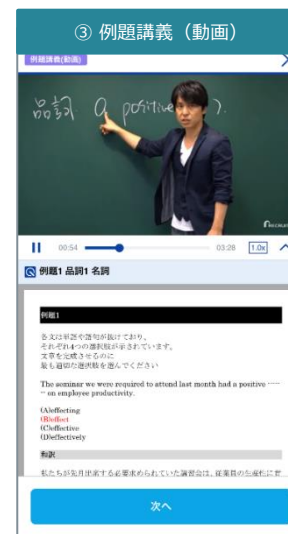 ③ 例題講義（動画）
例題講義(動画)
品詞 a positive ( ).
Recruit
00:54
03:28
1.0x
例題1 品詞1 名詞
例題1
各文は単語や語句が抜けており、
それぞれ4つの選択肢が示されています。
文章を完成させるのに
最も適切な選択肢を選んでください
The seminar we were required to attend last month had a positive -----
-- on employee productivity.
(A)effecting
(B)effect
(C)effective
(D)effectively
和訳
私たちが先月出席する必要求められていた講習会は、従業員の生産性に
次へ